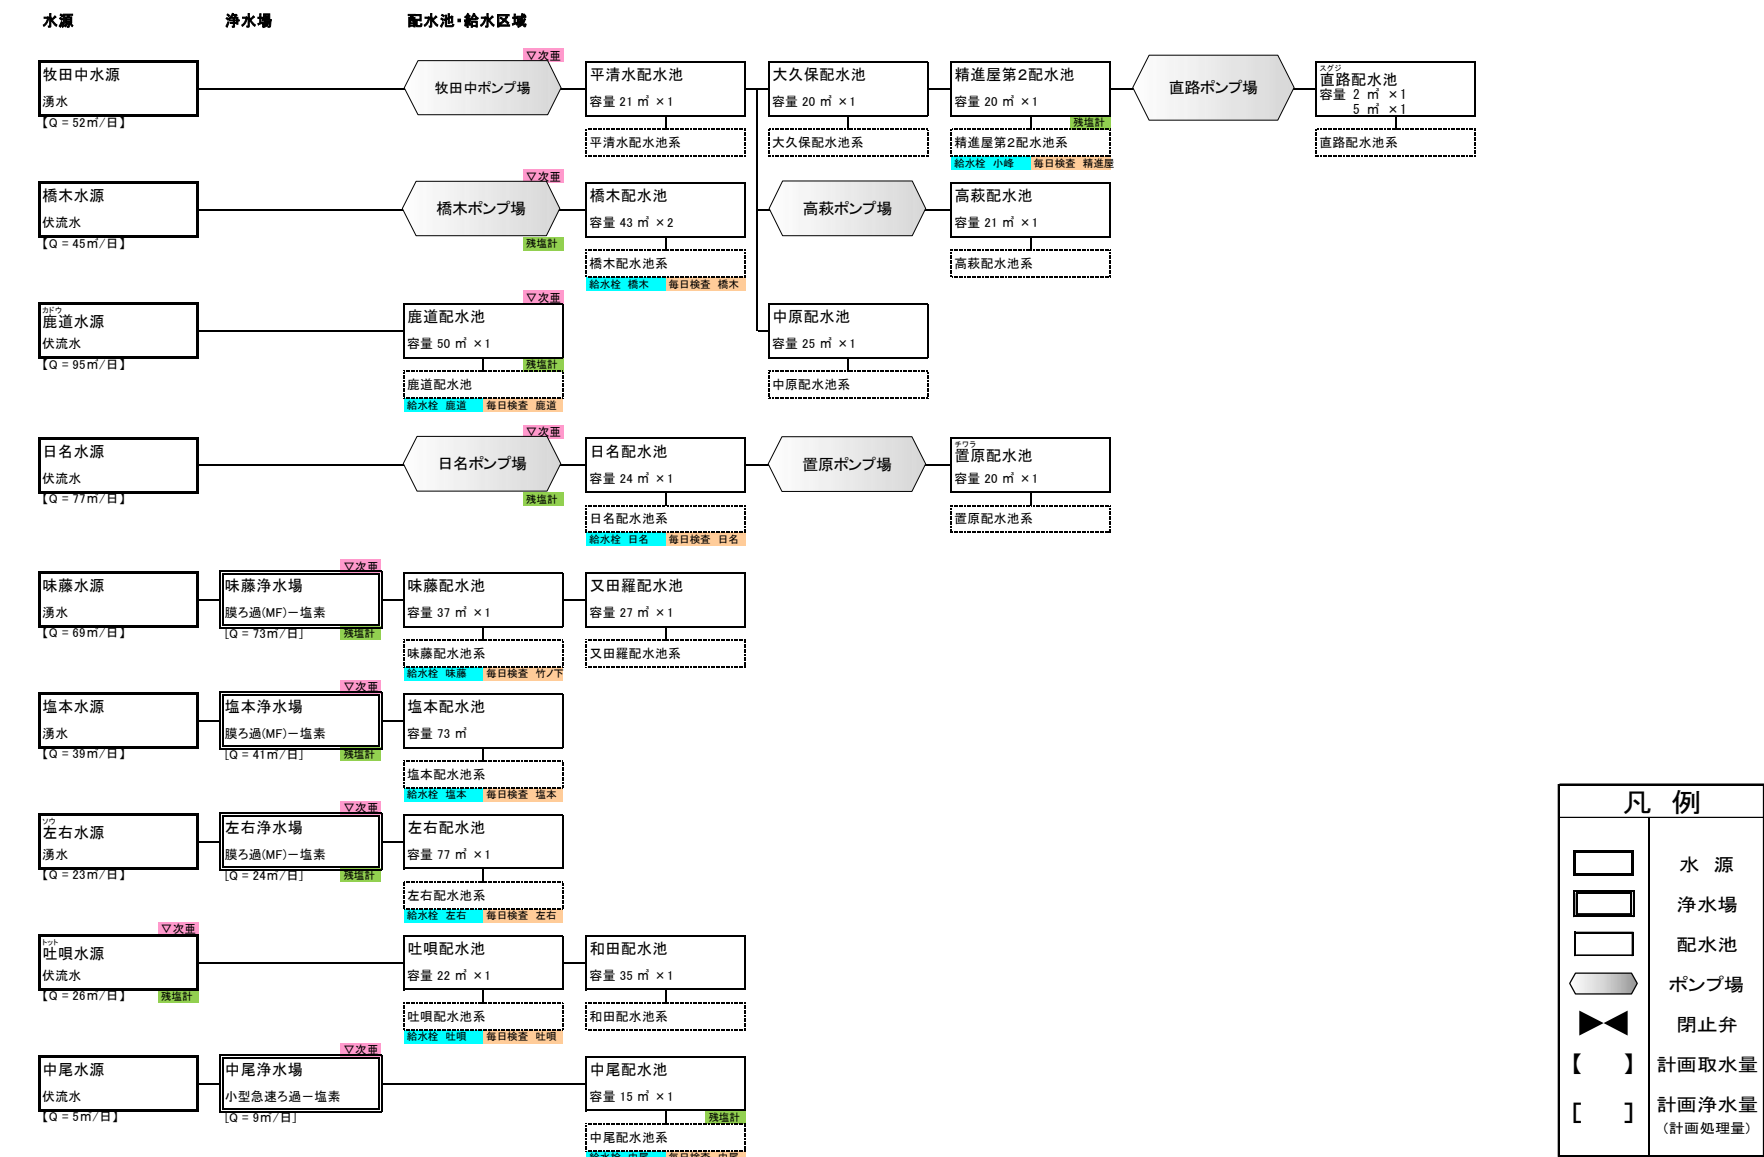 水源　浄水場　配水池・給水区域
▽次亜
牧田中水源
湧水
【Q = 52㎥/日】
牧田中ポンプ場
平清水配水池
容量 21 ㎥ ×1
平清水配水池系
大久保配水池
容量 20 ㎥ ×1
大久保配水池系
精進屋第2配水池
容量 20 ㎥ ×1
残塩計
精進屋第2配水池系
給水栓 小峰　毎日検査 精進屋
直路ポンプ場
スグジ
直路配水池
容量 2 ㎥ ×1
5 ㎥ ×1
直路配水池系
▽次亜
橋木水源
伏流水
【Q = 45㎥/日】
橋木ポンプ場
残塩計
橋木配水池
容量 43 ㎥ ×2
橋木配水池系
給水栓 橋木　毎日検査 橋木
高萩ポンプ場
高萩配水池
容量 21 ㎥ ×1
高萩配水池系
▽次亜
カドウ
鹿道水源
伏流水
【Q = 95㎥/日】
鹿道配水池
容量 50 ㎥ ×1
残塩計
鹿道配水池
給水栓 鹿道　毎日検査 鹿道
中原配水池
容量 25 ㎥ ×1
中原配水池系
▽次亜
日名水源
伏流水
【Q = 77㎥/日】
日名ポンプ場
残塩計
日名配水池
容量 24 ㎥ ×1
日名配水池系
給水栓 日名　毎日検査 日名
置原ポンプ場
チワラ
置原配水池
容量 20 ㎥ ×1
置原配水池系
▽次亜
味藤水源
湧水
【Q = 69㎥/日】
味藤浄水場
膜ろ過(MF)－塩素
[Q = 73㎥/日]
残塩計
味藤配水池
容量 37 ㎥ ×1
味藤配水池系
給水栓 味藤　毎日検査 竹ノ下
又田羅配水池
容量 27 ㎥ ×1
又田羅配水池系
▽次亜
塩本水源
湧水
【Q = 39㎥/日】
塩本浄水場
膜ろ過(MF)－塩素
[Q = 41㎥/日]
残塩計
塩本配水池
容量 73 ㎥
塩本配水池系
給水栓 塩本　毎日検査 塩本
▽次亜
ソウ
左右水源
湧水
【Q = 23㎥/日】
左右浄水場
膜ろ過(MF)－塩素
[Q = 24㎥/日]
残塩計
左右配水池
容量 77 ㎥ ×1
左右配水池系
給水栓 左右　毎日検査 左右
▽次亜
トット
吐唄水源
伏流水
【Q = 26㎥/日】
残塩計
吐唄配水池
容量 22 ㎥ ×1
吐唄配水池系
給水栓 吐唄　毎日検査 吐唄
和田配水池
容量 35 ㎥ ×1
和田配水池系
▽次亜
中尾水源
伏流水
【Q = 5㎥/日】
中尾浄水場
小型急速ろ過－塩素
[Q = 9㎥/日]
中尾配水池
容量 15 ㎥ ×1
残塩計
中尾配水池系
給水栓 中尾　毎日検査 中尾
凡 例
水 源
浄水場
配水池
ポンプ場
閉止弁
【 】 計画取水量
[ ] 計画浄水量
(計画処理量)